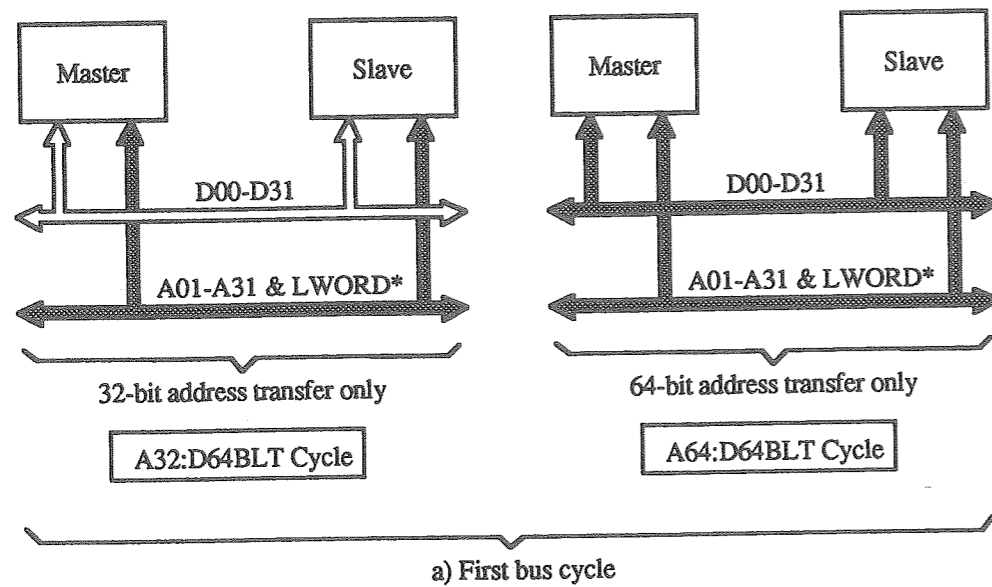 Master
Slave
D00-D31
A01-A31 & LWORD*
32-bit address transfer only
A32:D64BLT Cycle
Master
Slave
D00-D31
A01-A31 & LWORD*
64-bit address transfer only
A64:D64BLT Cycle
a) First bus cycle